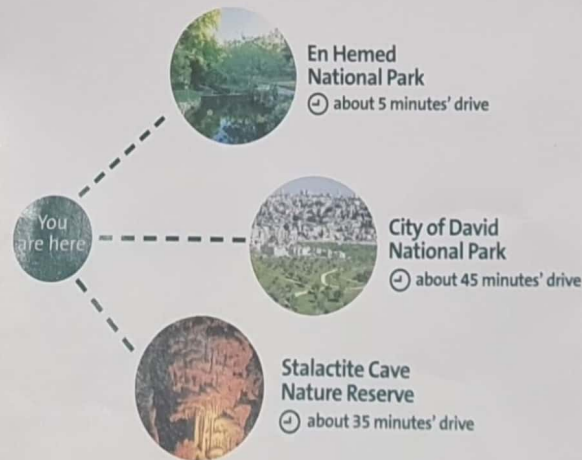 En Hemed
National Park
about 5 minutes' drive
You
are here
City of David
National Park
about 45 minutes' drive
Stalactite Cave
Nature Reserve
about 35 minutes' drive